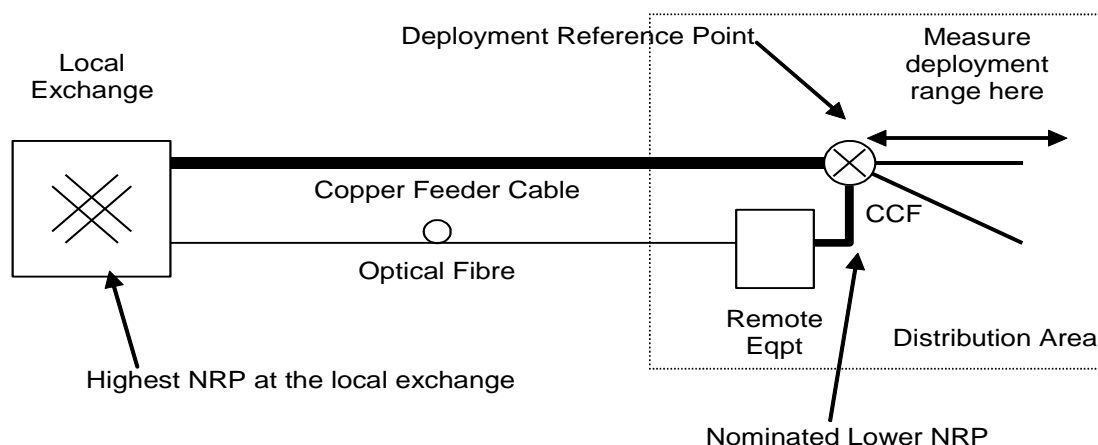 Deployment Reference Point
Measure
deployment
range here
Local
Exchange
Copper Feeder Cable
CCF
Optical Fibre
Remote
Eqpt
Distribution Area
Highest NRP at the local exchange
Nominated Lower NRP